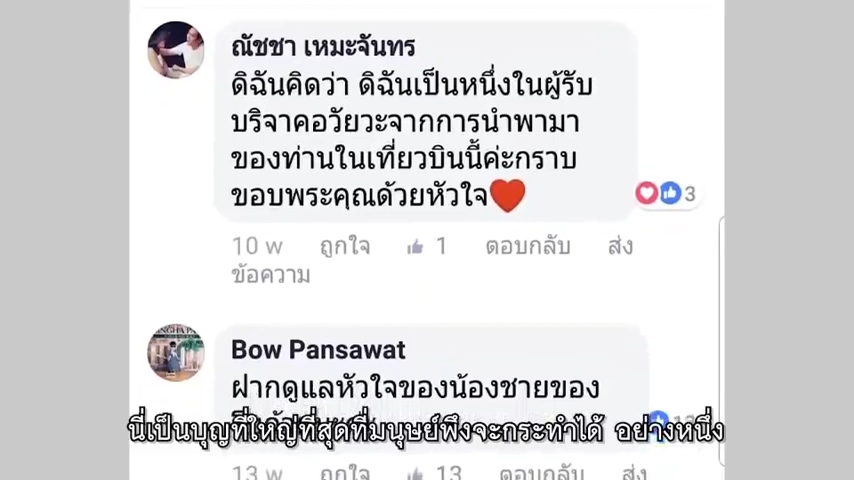 ณัชชา เหมะจันทร
ดิฉันคิดว่า ดิฉันเป็นหนึ่งในผู้รับ
บริจาคอวัยวะจากการนำพามา
ของท่านในเที่ยวบินนี้ค่ะกราบ
ขอบพระคุณด้วยหัวใจ❤️
3
10 w ถูกใจ 1 ตอบกลับ ส่ง
ข้อความ
Bow Pansawat
ฝากดูแลหัวใจของน้องชายของ
นี่เป็นบุญที่ใหญ่ที่สุดที่มนุษย์พึงจะกระทำได้ อย่างหนึ่ง
13 w ถูกใจ 13 ตอบกลับ ส่ง